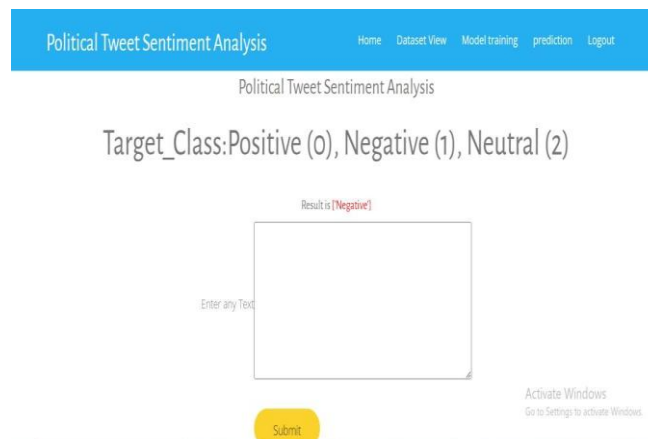 Political Tweet Sentiment Analysis Home Dataset View Model training prediction Logout
Political Tweet Sentiment Analysis
Target_Class:Positive (0), Negative (1), Neutral (2)
Result is ['Negative']
Enter any Text
Activate Windows
Go to Settings to activate Windows.
Submit